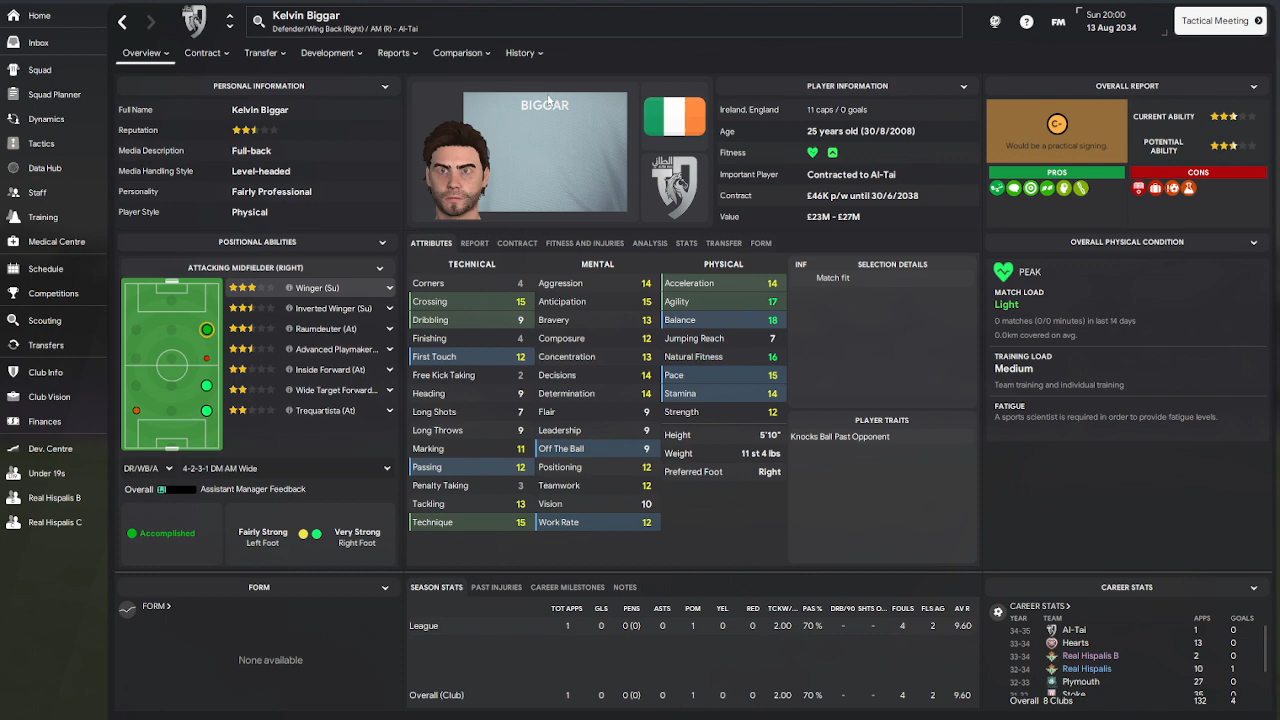 Home
Inbox
Squad
Squad Planner
Dynamics
Tactics
Data Hub
Staff
Training
Medical Centre
Schedule
Competitions
Scouting
Transfers
Club Info
Club Vision
Finances
Dev. Centre
Under 19s
Real Hispalis B
Real Hispalis C
Kelvin Biggar
Defender/Wing Back (Right) / AM (R) - Al-Tai
FM
Sun 20:00
13 Aug 2034
Tactical Meeting
Overview
Contract
Transfer
Development
Reports
Comparison
History
PERSONAL INFORMATION
Full Name Kelvin Biggar
Reputation
Media Description Full-back
Media Handling Style Level-headed
Personality Fairly Professional
Player Style Physical
BIGGAR
الطائي
PLAYER INFORMATION
Ireland, England 11 caps / 0 goals
Age 25 years old (30/8/2008)
Fitness
Important Player Contracted to Al-Tai
Contract £46K p/w until 30/6/2038
Value £23M - £27M
OVERALL REPORT
C-
Would be a practical signing.
CURRENT ABILITY
POTENTIAL ABILITY
PROS
CONS
POSITIONAL ABILITIES
ATTACKING MIDFIELDER (RIGHT)
Winger (Su)
Inverted Winger (Su)
Raumdeuter (At)
Advanced Playmaker...
Inside Forward (At)
Wide Target Forward...
Trequartista (At)
DR/WB/A 4-2-3-1 DM AM Wide
Overall Assistant Manager Feedback
Accomplished
Fairly Strong
Left Foot
Very Strong
Right Foot
ATTRIBUTES REPORT CONTRACT FITNESS AND INJURIES ANALYSIS STATS TRANSFER FORM
TECHNICAL
Corners 4
Crossing 15
Dribbling 9
Finishing 4
First Touch 12
Free Kick Taking 2
Heading 9
Long Shots 7
Long Throws 9
Marking 11
Passing 12
Penalty Taking 3
Tackling 13
Technique 15
MENTAL
Aggression 14
Anticipation 15
Bravery 13
Composure 12
Concentration 13
Decisions 14
Determination 14
Flair 9
Leadership 9
Off The Ball 9
Positioning 12
Teamwork 12
Vision 10
Work Rate 12
PHYSICAL
Acceleration 14
Agility 17
Balance 18
Jumping Reach 7
Natural Fitness 16
Pace 15
Stamina 14
Strength 12
Height 5'10"
Weight 11 st 4 lbs
Preferred Foot Right
INF SELECTION DETAILS
Match fit
PLAYER TRAITS
Knocks Ball Past Opponent
OVERALL PHYSICAL CONDITION
PEAK
MATCH LOAD
Light
0 matches (0/0 minutes) in last 14 days
0.0km covered on avg.
TRAINING LOAD
Medium
Team training and individual training
FATIGUE
A sports scientist is required in order to provide fatigue levels.
FORM
FORM
None available
SEASON STATS PAST INJURIES CAREER MILESTONES NOTES
TOT APPS GLS PENS ASTS POM YEL RED TCKW/... PAS % DRB/90 SHTS O... FOULS FLS AG AV R
League 1 0 0 (0) 0 1 0 0 2.00 70 % - - 4 2 9.60
Overall (Club) 1 0 0 (0) 0 1 0 0 2.00 70 % - - 4 2 9.60
CAREER STATS
CAREER STATS
YEAR TEAM APPS GOALS
34-35 Al-Tai 1 0
33-34 Hearts 13 0
33-34 Real Hispalis B 2 0
32-34 Real Hispalis 10 1
32-33 Plymouth 27 0
Stoke 35 0
Overall 8 Clubs 132 4